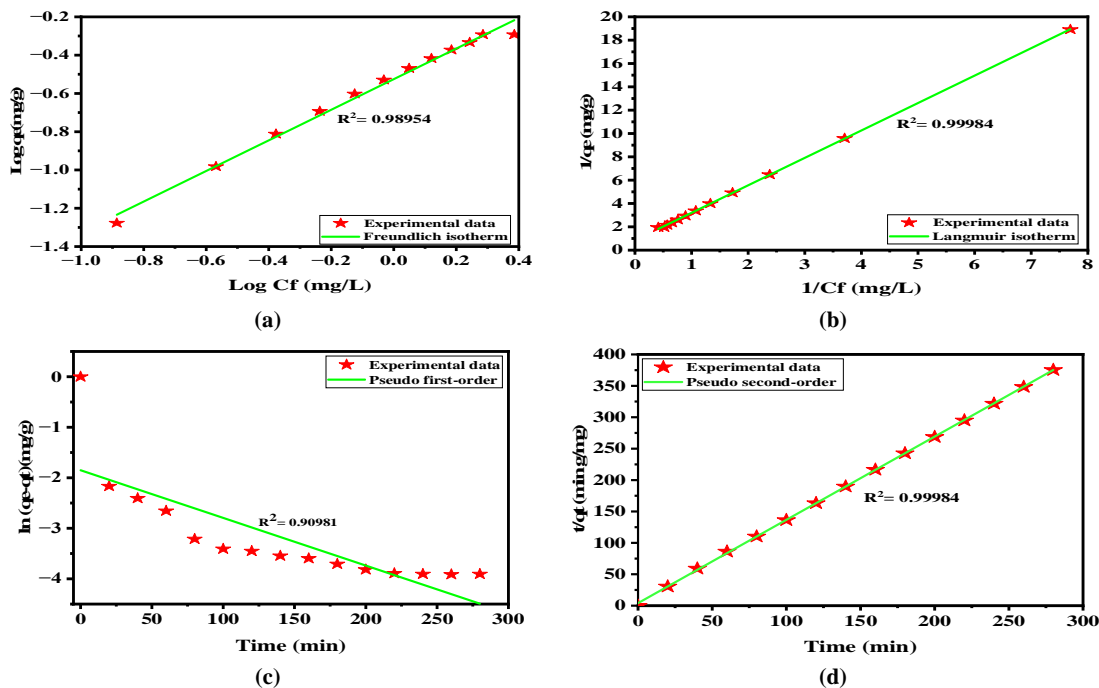 −0.2
−0.4
−0.6
−0.8
−1.0
−1.2
−1.4
−1.0
−0.8
−0.6
−0.4
−0.2
0.0
0.2
0.4
Log Cf (mg/L)
R²= 0.98954
Experimental data
Freundlich isotherm
(a)
20
18
16
14
12
10
8
6
4
2
0
0
1
2
3
4
5
6
7
8
1/qe (mg/g)
1/Cf (mg/L)
R²= 0.99984
Experimental data
Langmuir isotherm
(b)
0
−1
−2
−3
−4
0
50
100
150
200
250
300
ln (qe-qt) (mg/g)
Time (min)
R²= 0.90981
Experimental data
Pseudo first-order
(c)
400
375
350
300
250
200
150
100
50
0
0
50
100
150
200
250
300
Time (min)
R²= 0.99984
Experimental data
Pseudo second-order
(d)